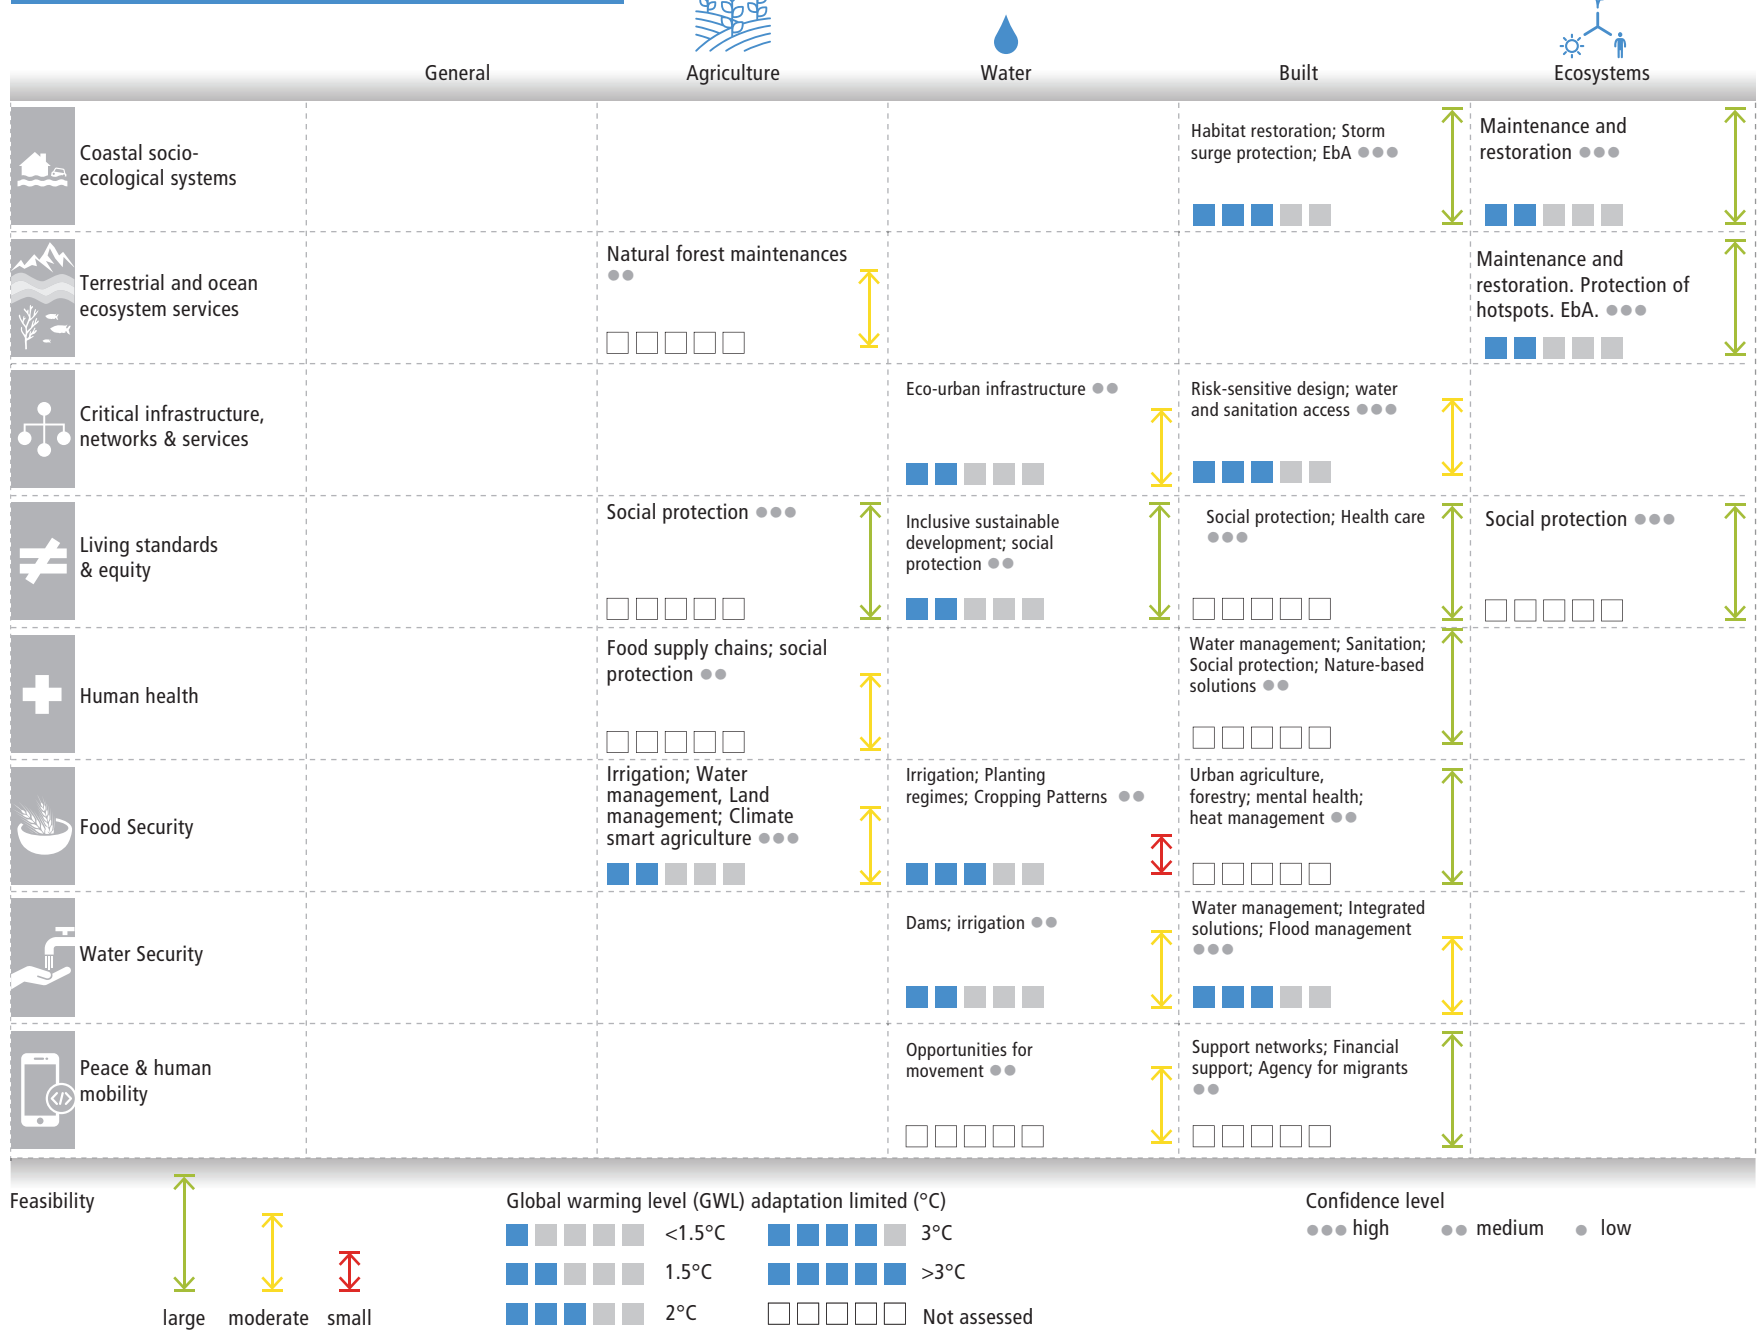 General
Agriculture
Water
Built
Ecosystems
Coastal socio-
ecological systems
Habitat restoration; Storm
surge protection; EbA
Maintenance and
restoration
Terrestrial and ocean
ecosystem services
Natural forest maintenances
Maintenance and
restoration. Protection of
hotspots. EbA.
Critical infrastructure,
networks & services
Eco-urban infrastructure
Risk-sensitive design; water
and sanitation access
Living standards
& equity
Social protection
Inclusive sustainable
development; social
protection
Social protection; Health care
Social protection
Human health
Food supply chains; social
protection
Water management; Sanitation;
Social protection; Nature-based
solutions
Food Security
Irrigation; Water
management, Land
management; Climate
smart agriculture
Irrigation; Planting
regimes; Cropping Patterns
Urban agriculture,
forestry; mental health;
heat management
Water Security
Dams; irrigation
Water management; Integrated
solutions; Flood management
Peace & human
mobility
</>
Opportunities for
movement
Support networks; Financial
support; Agency for migrants
Feasibility
large
moderate
small
Global warming level (GWL) adaptation limited (°C)
<1.5°C
3°C
1.5°C
>3°C
2°C
Not assessed
Confidence level
high
medium
low